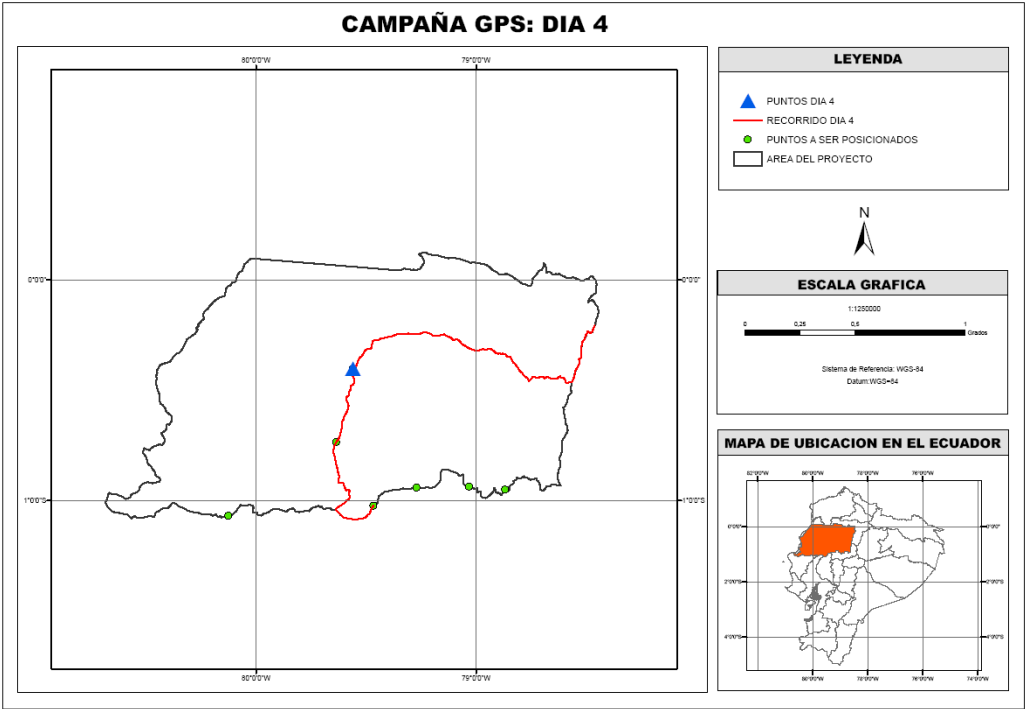 CAMPAÑA GPS: DIA 4
80°0'0"W 79°0'0"W
0°0'0" 0°0'0"
1°0'0"S 1°0'0"S
80°0'0"W 79°0'0"W
LEYENDA
PUNTOS DIA 4
RECORRIDO DIA 4
PUNTOS A SER POSICIONADOS
AREA DEL PROYECTO
N
ESCALA GRAFICA
1:1250000
0 0,25 0,5 1
Grados
Sistema de Referencia: WGS-84
Datum:WGS-84
MAPA DE UBICACION EN EL ECUADOR
82°0'0"W 80°0'0"W 78°0'0"W 76°0'0"W
0°0'0" 0°0'0"
2°0'0"S 2°0'0"S
4°0'0"S 4°0'0"S
80°0'0"W 78°0'0"W 76°0'0"W 74°0'0"W